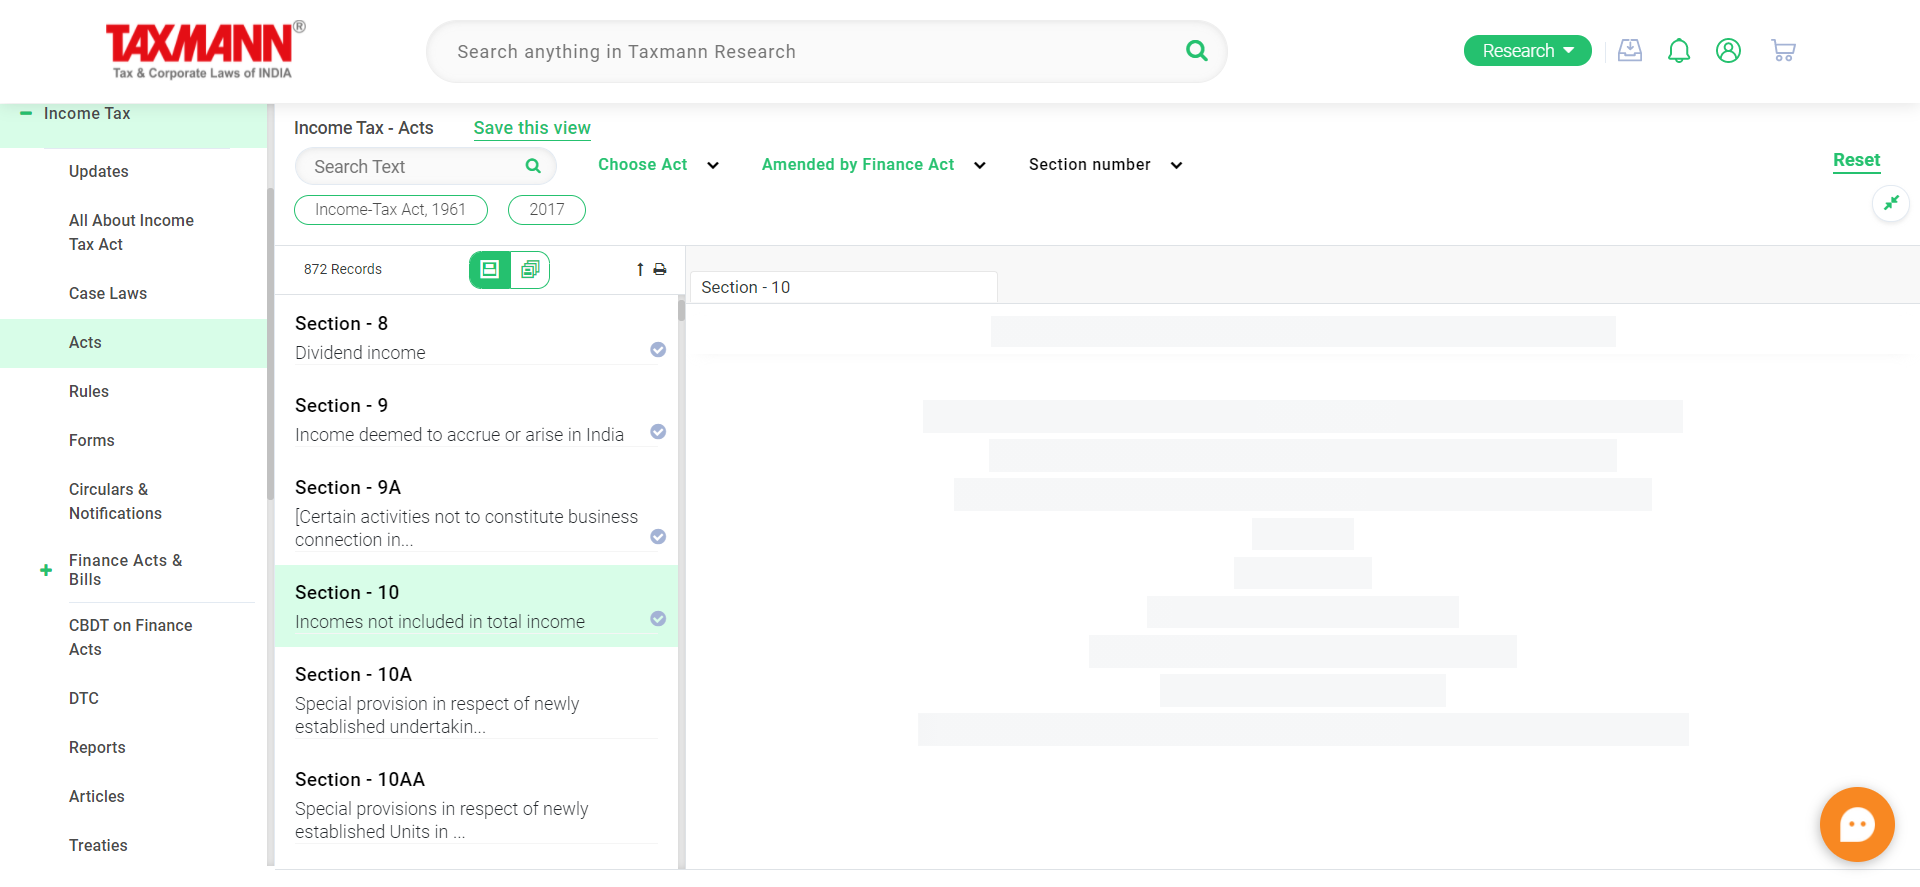 TAXMANN®
Tax & Corporate Laws of INDIA
Search anything in Taxmann Research
Research
Income Tax
Updates
All About Income
Tax Act
Case Laws
Acts
Rules
Forms
Circulars &
Notifications
Finance Acts &
Bills
CBDT on Finance
Acts
DTC
Reports
Articles
Treaties
Income Tax - Acts
Save this view
Search Text
Choose Act
Amended by Finance Act
Section number
Reset
Income-Tax Act, 1961
2017
872 Records
Section - 8
Dividend income
Section - 9
Income deemed to accrue or arise in India
Section - 9A
[Certain activities not to constitute business
connection in...
Section - 10
Incomes not included in total income
Section - 10A
Special provision in respect of newly
established undertakin...
Section - 10AA
Special provisions in respect of newly
established Units in ...
Section - 10